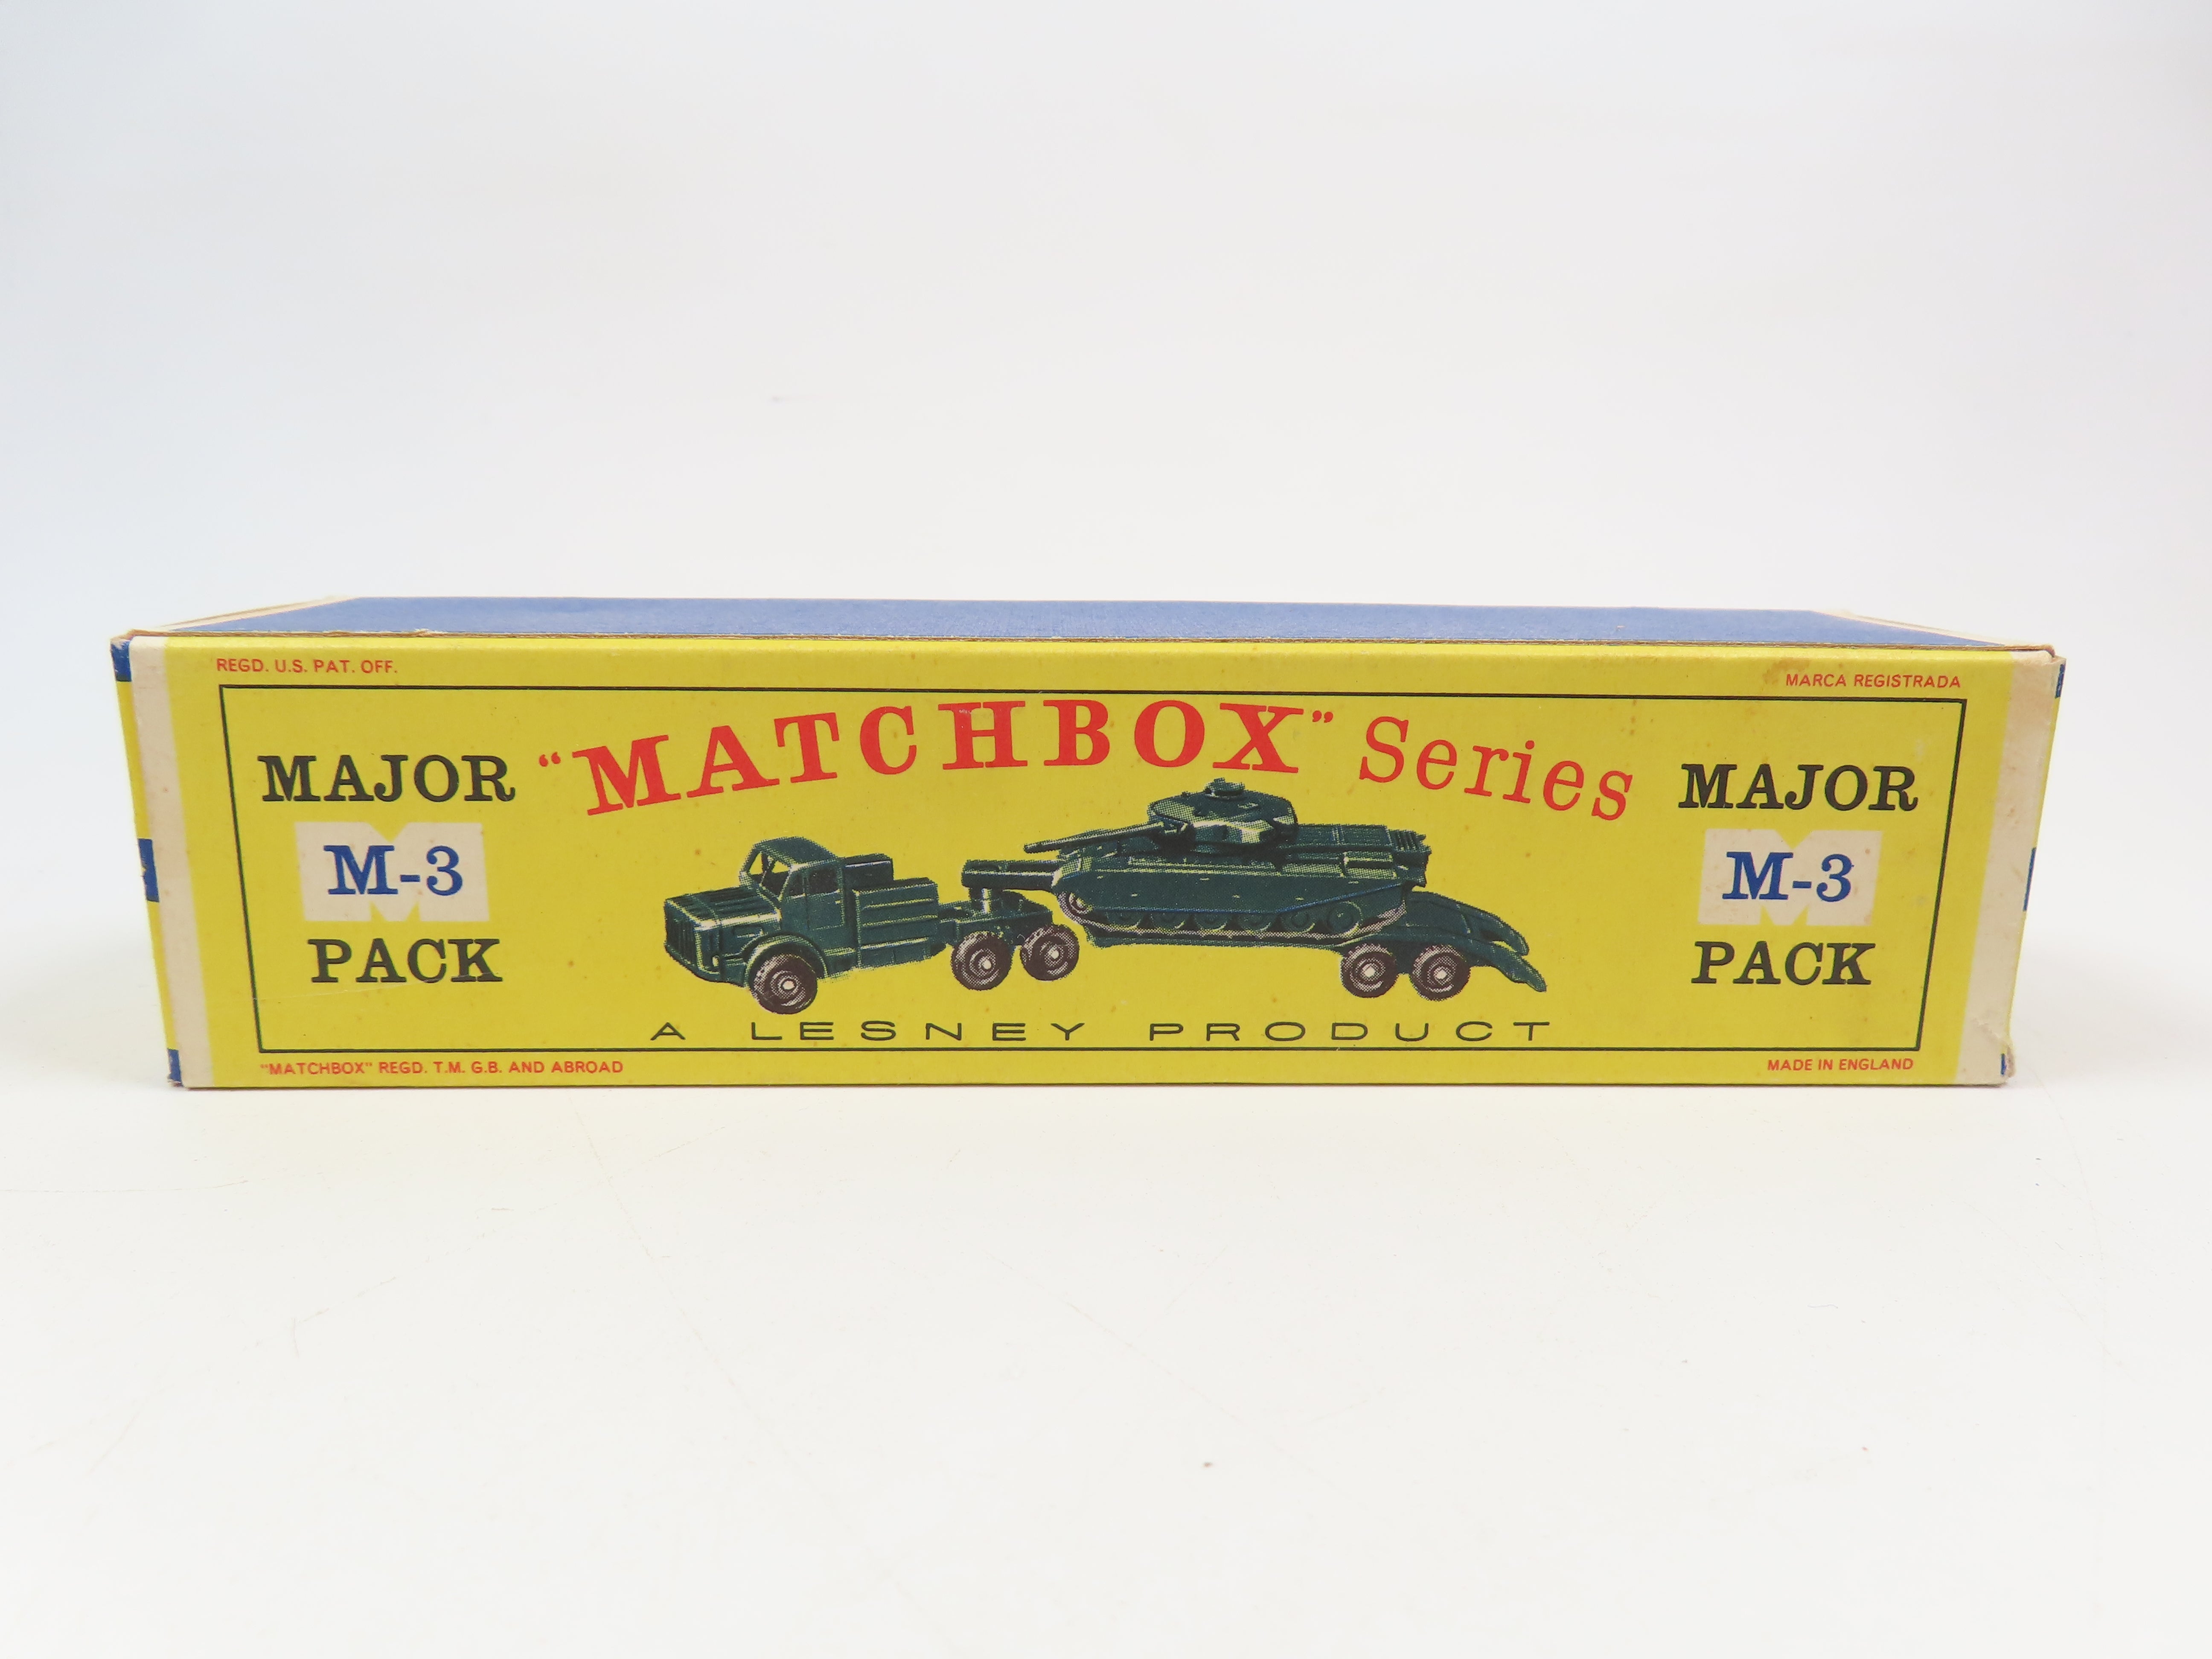 REGD. U.S. PAT. OFF.
MARCA REGISTRADA
"MATCHBOX" Series
MAJOR
M-3
PACK
MAJOR
M-3
PACK
A LESNEY PRODUCT
"MATCHBOX" REGD. T.M. G.B. AND ABROAD
MADE IN ENGLAND